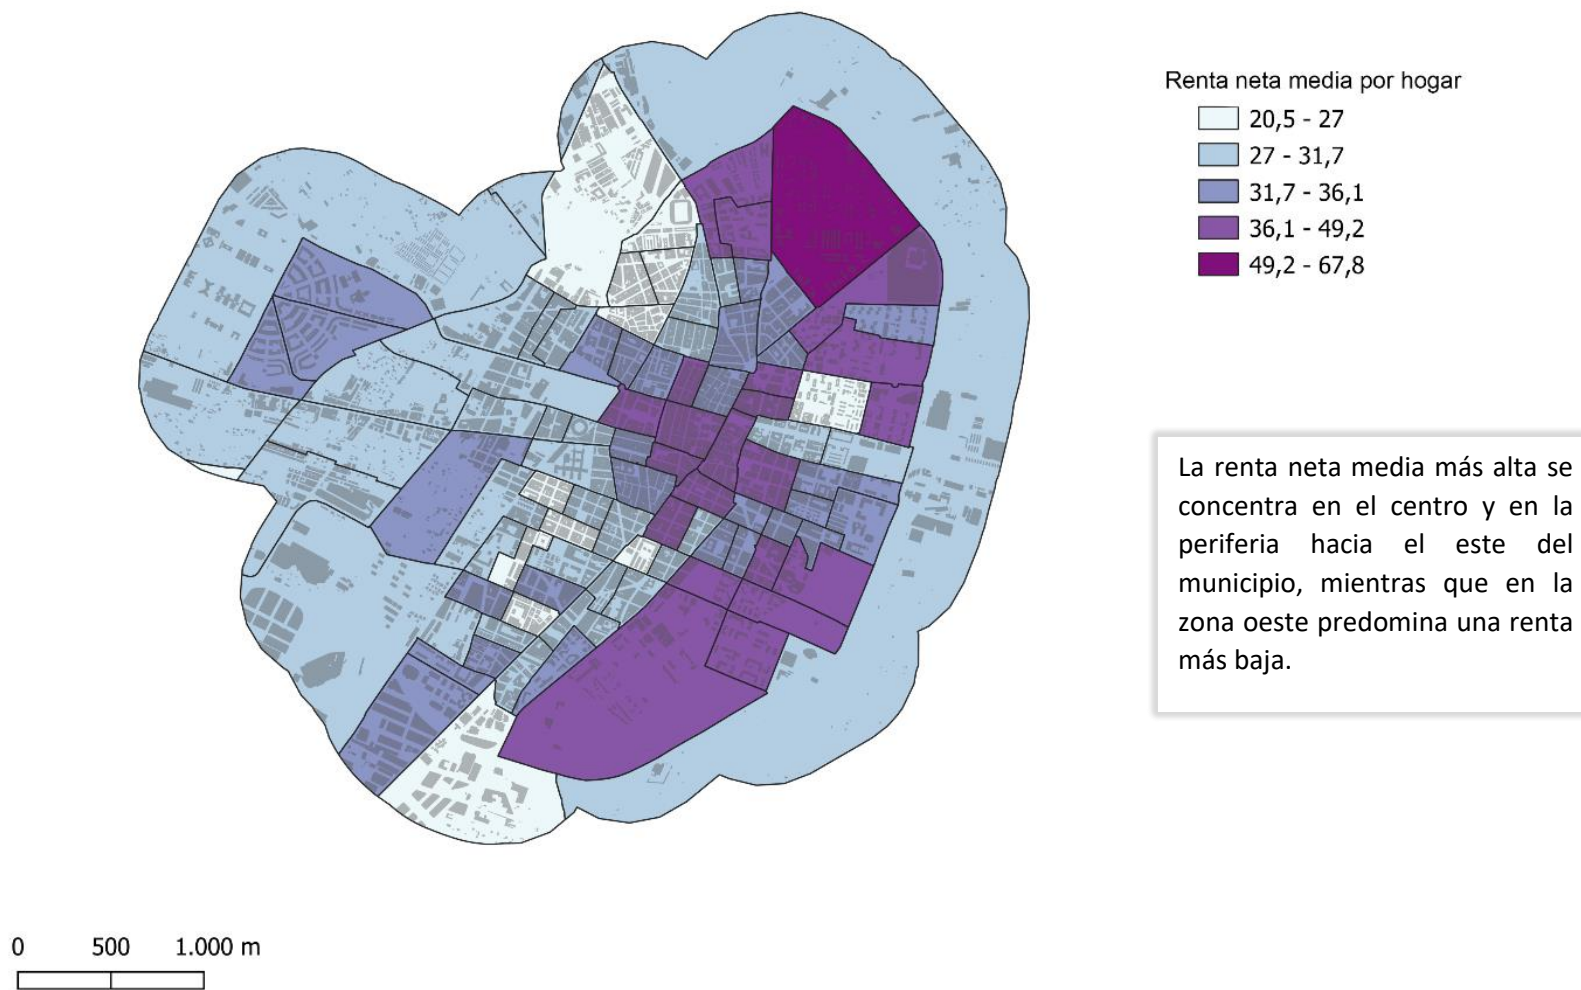 Renta neta media por hogar
20,5 - 27
27 - 31,7
31,7 - 36,1
36,1 - 49,2
49,2 - 67,8
La renta neta media más alta se
concentra en el centro y en la
periferia hacia el este del
municipio, mientras que en la
zona oeste predomina una renta
más baja.
0 500 1.000 m